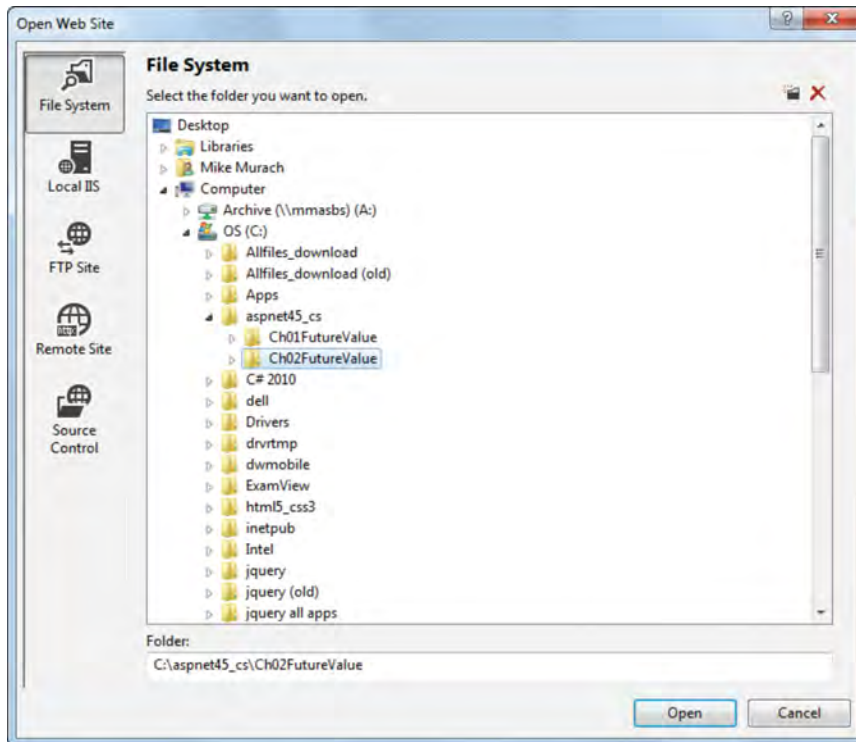 Open Web Site
File System
Local IIS
FTP Site
Remote Site
Source
Control
File System
Select the folder you want to open.
Desktop
Libraries
Mike Murach
Computer
Archive (\\mmasbs) (A:)
OS (C:)
Allfiles_download
Allfiles_download (old)
Apps
aspnet45_cs
Ch01FutureValue
Ch02FutureValue
C# 2010
dell
Drivers
drvrtmp
dwmobile
ExamView
html5_css3
inetpub
Intel
jquery
jquery (old)
jquery all apps
Folder:
C:\aspnet45_cs\Ch02FutureValue
Open
Cancel